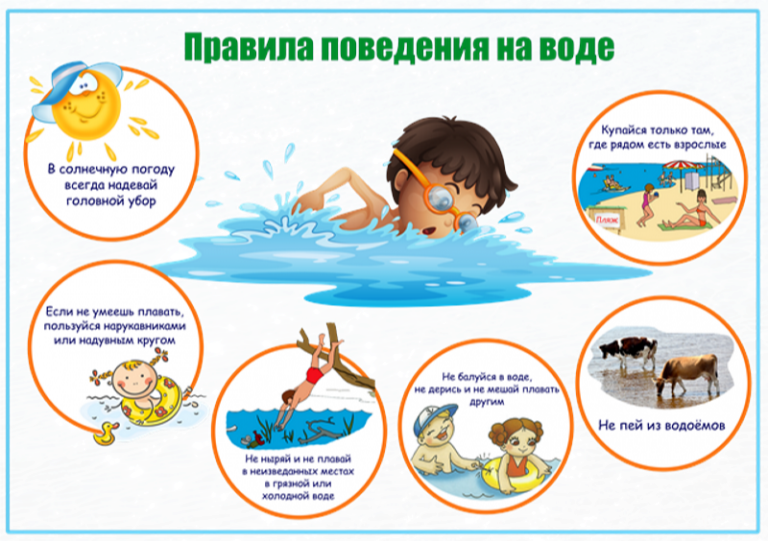 Правила поведения на воде
В солнечную погоду
всегда надевай
головной убор
Купайся только там,
где рядом есть взрослые
Пляж
Если не умеешь плавать,
пользуйся нарукавниками
или надувным кругом
Не ныряй и не плавай
в неизведанных местах
в грязной или
холодной воде
Не балуйся в воде,
не дерись и не мешай плавать
другим
Не пей из водоёмов